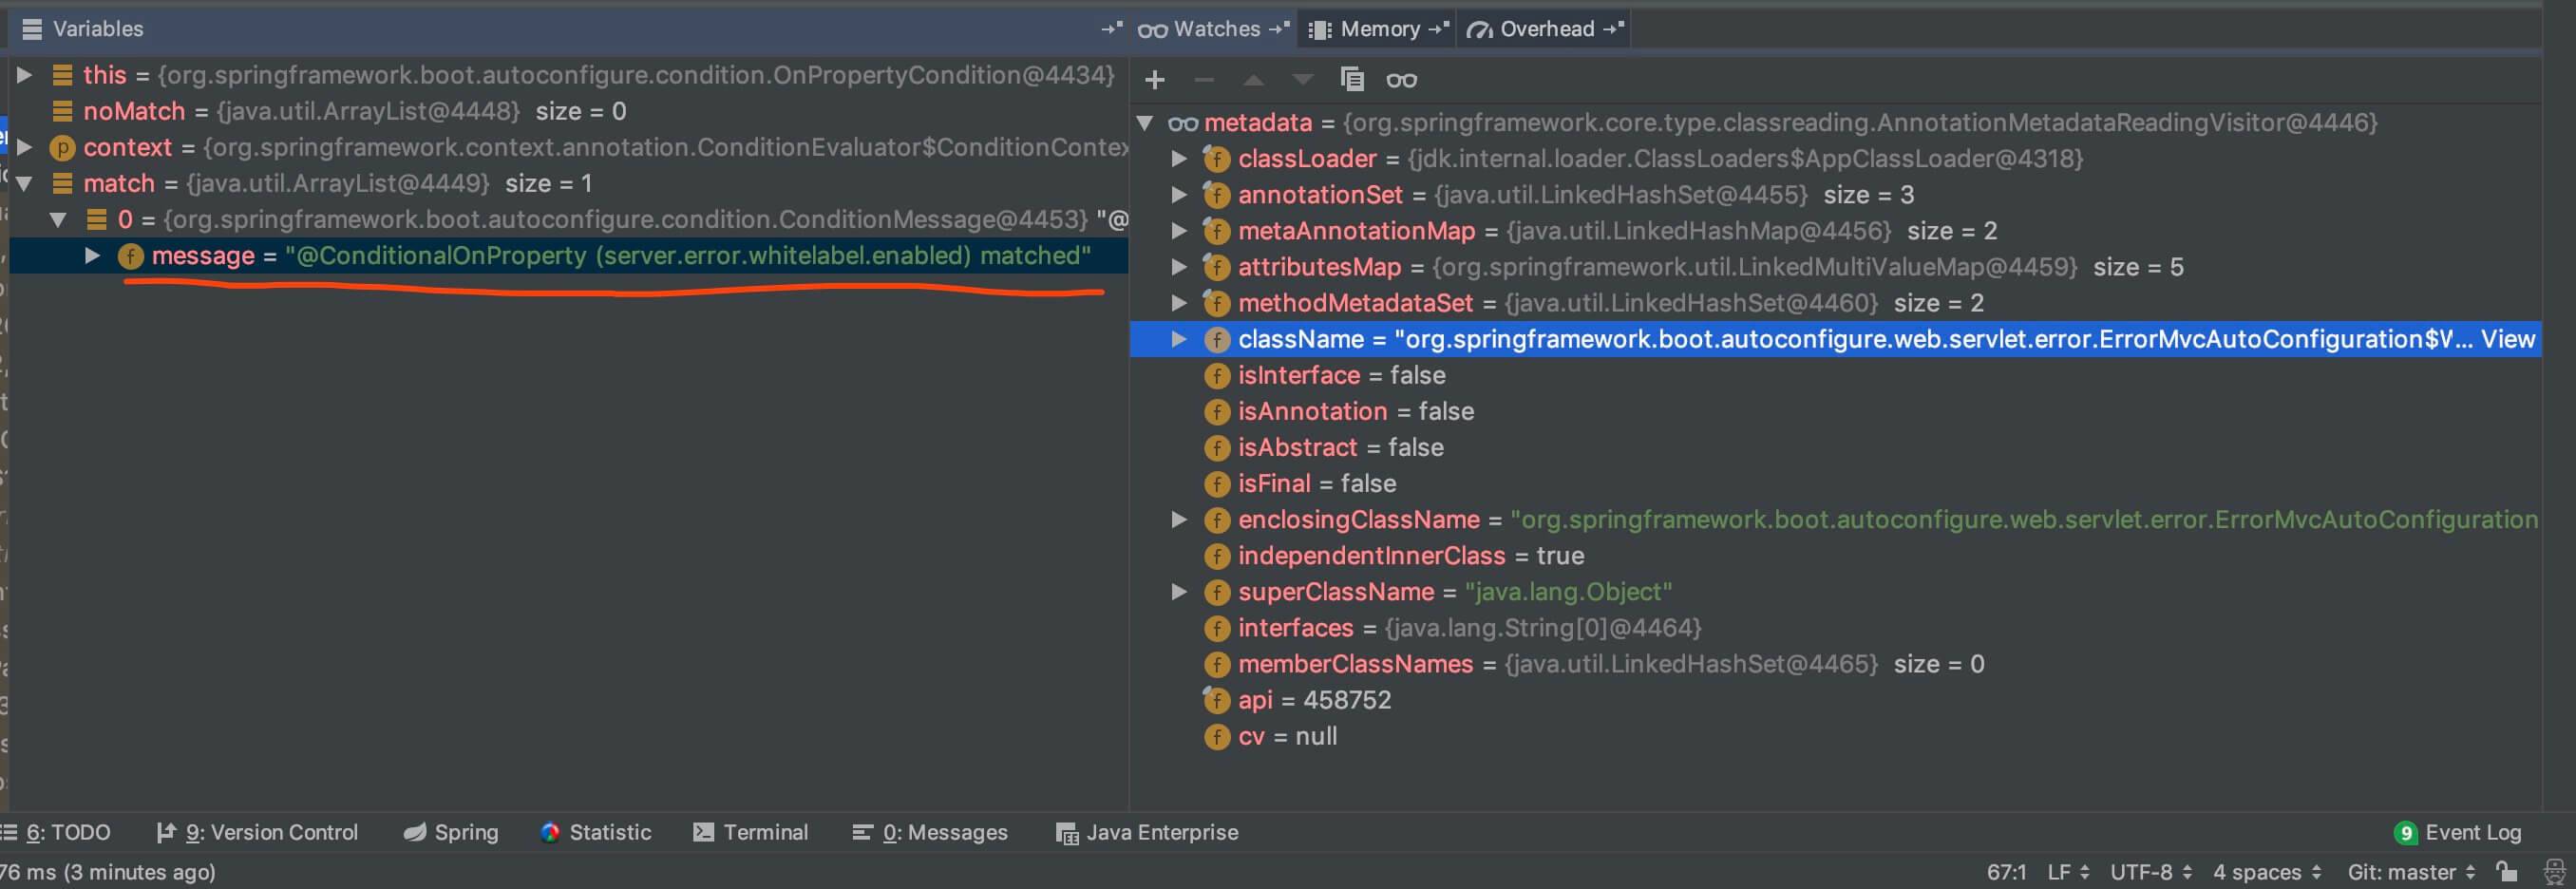 Variables
this = {org.springframework.boot.autoconfigure.condition.OnPropertyCondition@4434}
noMatch = {java.util.ArrayList@4448} size = 0
context = {org.springframework.context.annotation.ConditionEvaluator$ConditionContex
match = {java.util.ArrayList@4449} size = 1
0 = {org.springframework.boot.autoconfigure.condition.ConditionMessage@4453} "@
message = "@ConditionalOnProperty (server.error.whitelabel.enabled) matched"
Watches Memory Overhead
metadata = {org.springframework.core.type.classreading.AnnotationMetadataReadingVisitor@4446}
classLoader = {jdk.internal.loader.ClassLoaders$AppClassLoader@4318}
annotationSet = {java.util.LinkedHashSet@4455} size = 3
metaAnnotationMap = {java.util.LinkedHashMap@4456} size = 2
attributesMap = {org.springframework.util.LinkedMultiValueMap@4459} size = 5
methodMetadataSet = {java.util.LinkedHashSet@4460} size = 2
className = "org.springframework.boot.autoconfigure.web.servlet.error.ErrorMvcAutoConfiguration$W... View
isInterface = false
isAnnotation = false
isAbstract = false
isFinal = false
enclosingClassName = "org.springframework.boot.autoconfigure.web.servlet.error.ErrorMvcAutoConfiguration
independentInnerClass = true
superClassName = "java.lang.Object"
interfaces = {java.lang.String[0]@4464}
memberClassNames = {java.util.LinkedHashSet@4465} size = 0
api = 458752
cv = null
6: TODO 9: Version Control Spring Statistic Terminal 0: Messages Java Enterprise 9 Event Log
76 ms (3 minutes ago) 67:1 LF UTF-8 4 spaces Git: master